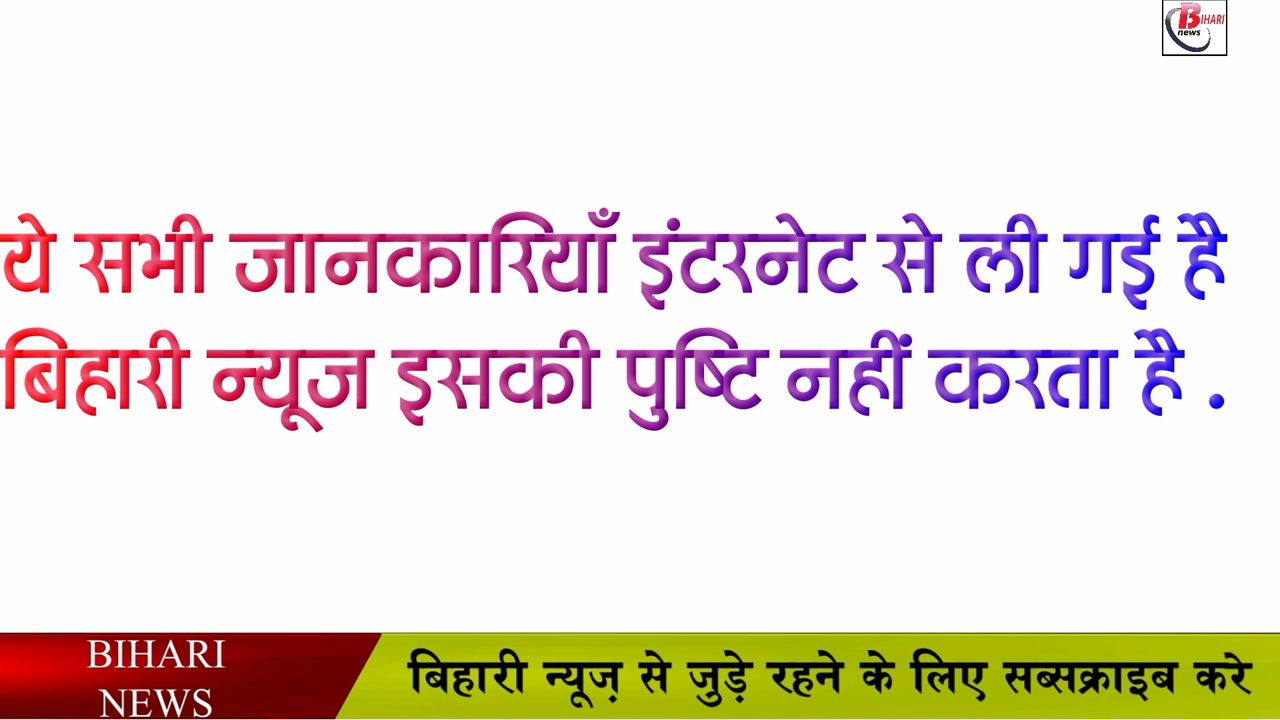 BIHARI
news
ये सभी जानकारियाँ इंटरनेट से ली गई है
बिहारी न्यूज इसकी पुष्टि नहीं करता है .
BIHARI
NEWS
बिहारी न्यूज़ से जुड़े रहने के लिए सब्सक्राइब करे